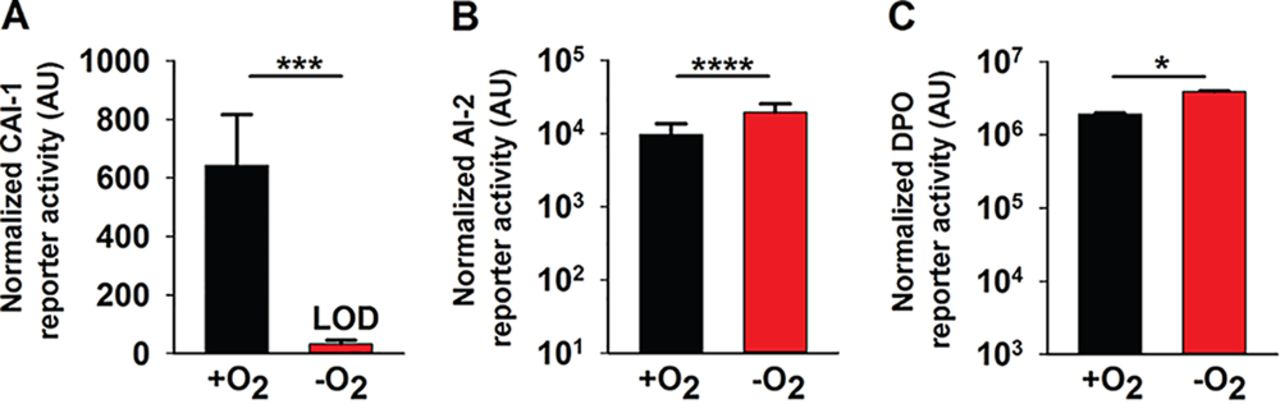 A
Normalized CAI-1
reporter activity (AU)
1000
800
600
400
200
0
***
LOD
+O2
-O2
B
Normalized AI-2
reporter activity (AU)
10^5
10^4
10^3
10^2
10^1
****
+O2
-O2
C
Normalized DPO
reporter activity (AU)
10^7
10^6
10^5
10^4
10^3
*
+O2
-O2